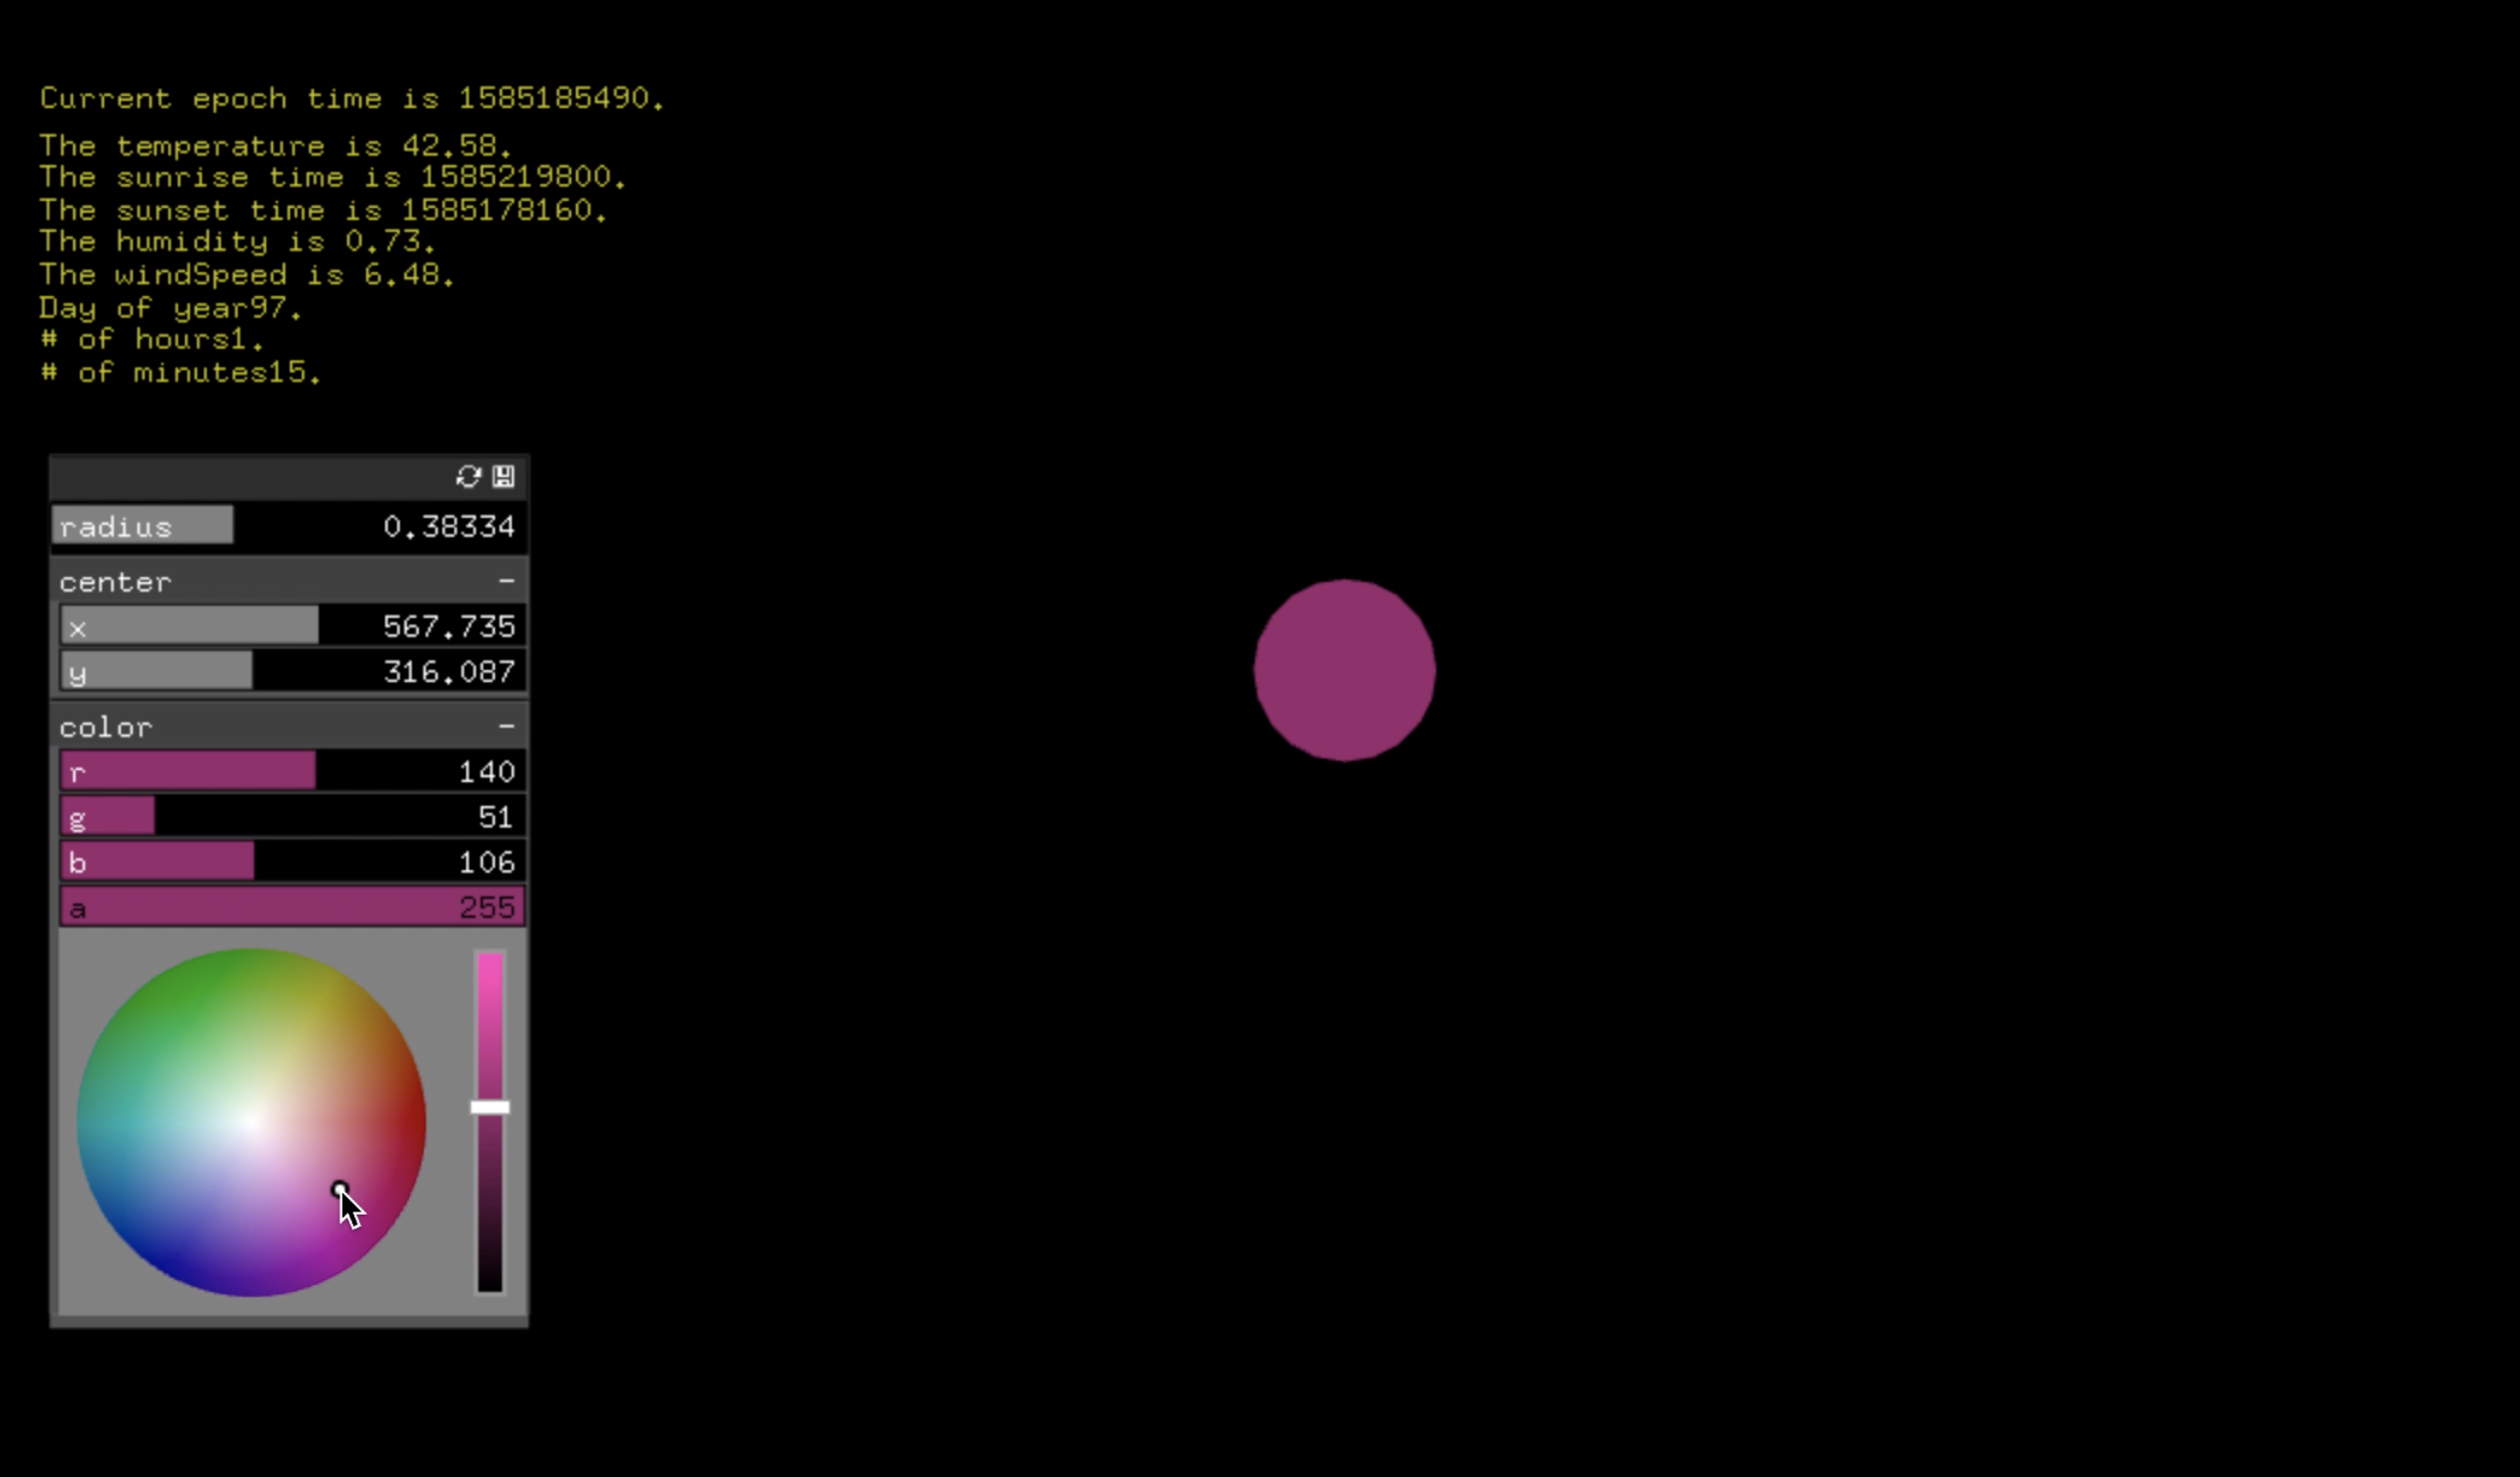 Current epoch time is 1585185490.
The temperature is 42.58.
The sunrise time is 1585219800.
The sunset time is 1585178160.
The humidity is 0.73.
The windSpeed is 6.48.
Day of year97.
# of hours1.
# of minutes15.
radius 0.38334
center -
x 567.735
y 316.087
color -
r 140
g 51
b 106
a 255